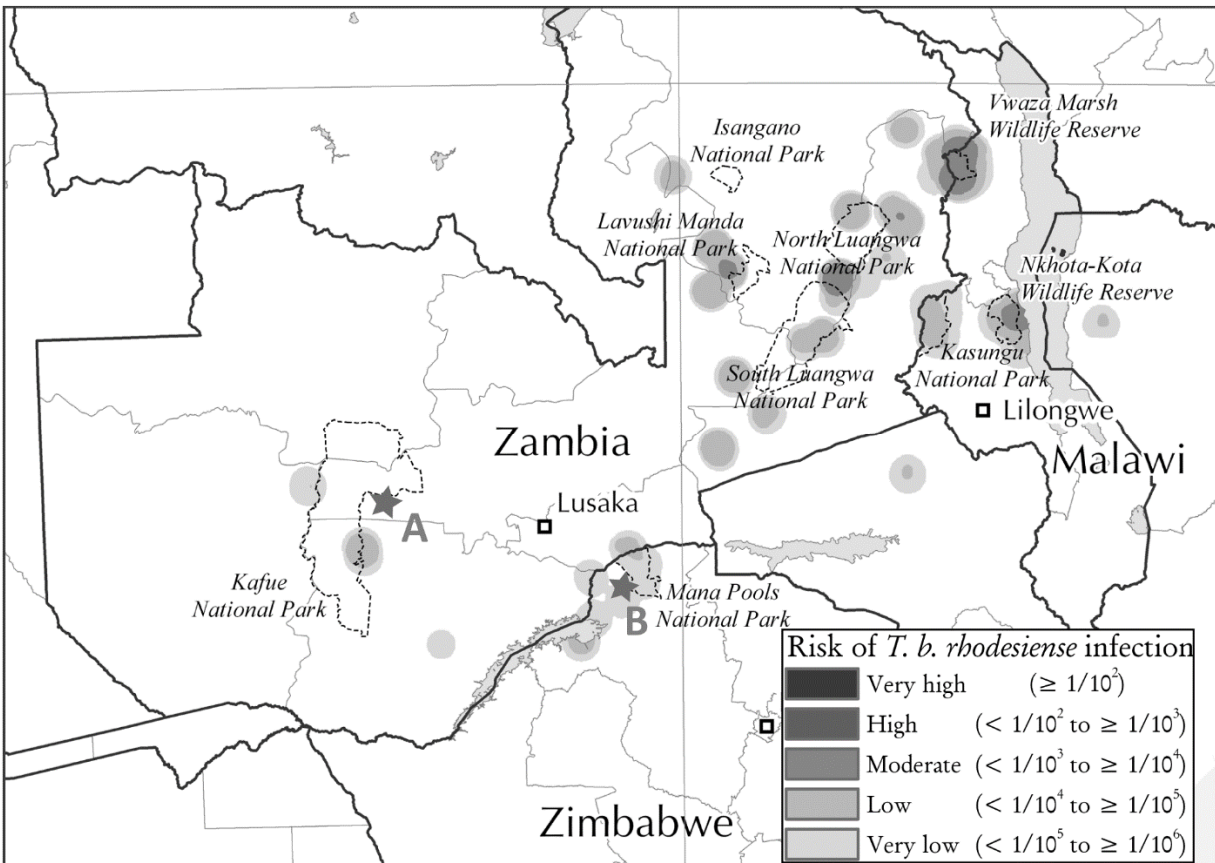 Vwaza Marsh
Wildlife Reserve
Isangano
National Park
Lavushi Manda
National Park
North Luangwa
National Park
Nkhota-Kota
Wildlife Reserve
Kasungu
National Park
South Luangwa
National Park
Lilongwe
Zambia
Malawi
Lusaka
A
Kafue
National Park
Mana Pools
National Park
B
Zimbabwe
Risk of T. b. rhodesiense infection
Very high (≥ 1/10²)
High (< 1/10² to ≥ 1/10³)
Moderate (< 1/10³ to ≥ 1/10⁴)
Low (< 1/10⁴ to ≥ 1/10⁵)
Very low (< 1/10⁵ to ≥ 1/10⁶)